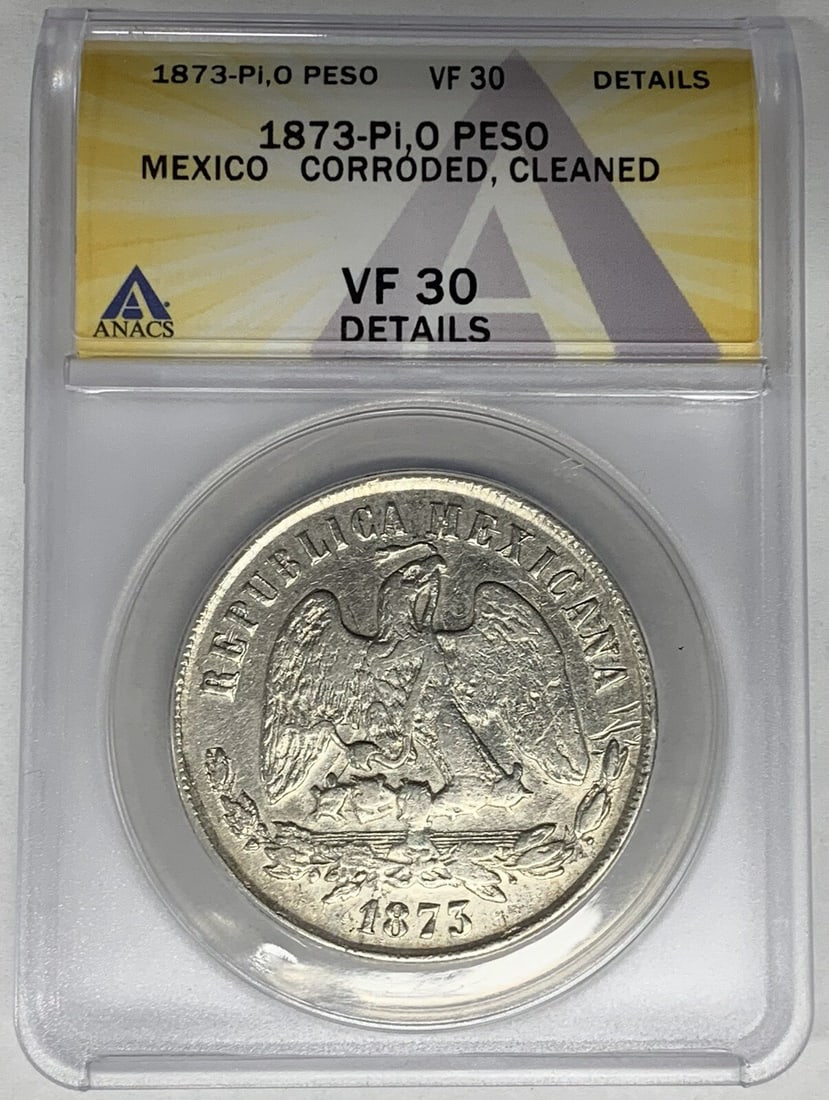 1873-Pi,O PESO VF 30 DETAILS
1873-Pi,O PESO
MEXICO CORRODED, CLEANED
VF 30
DETAILS
ANACS
REPUBLICA MEXICANA
1873